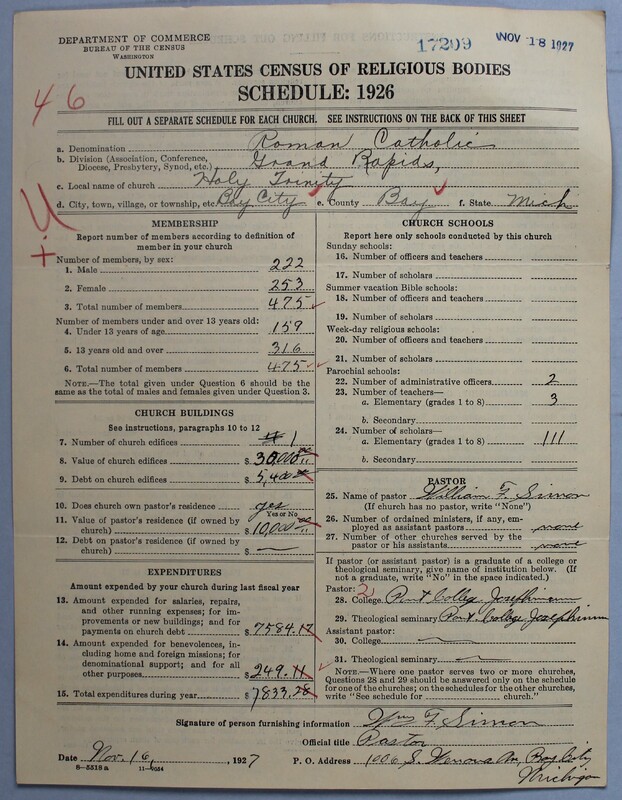 DEPARTMENT OF COMMERCE
BUREAU OF THE CENSUS
WASHINGTON
17209
NOV 18 1927
UNITED STATES CENSUS OF RELIGIOUS BODIES
SCHEDULE: 1926
46
FILL OUT A SEPARATE SCHEDULE FOR EACH CHURCH. SEE INSTRUCTIONS ON THE BACK OF THIS SHEET
a. Denomination Roman Catholic
b. Division (Association, Conference, Diocese, Presbytery, Synod, etc.) Grand Rapids,
c. Local name of church Holy Trinity
d. City, town, village, or township, etc. Bay City e. County Bay f. State Mich
MEMBERSHIP
Report number of members according to definition of
member in your church
Number of members, by sex:
1. Male 222
2. Female 253
3. Total number of members 475
Number of members under and over 13 years old:
4. Under 13 years of age 159
5. 13 years old and over 316
6. Total number of members 475
NOTE.—The total given under Question 6 should be
same as the total of males and females given under Question 3.
CHURCH BUILDINGS
See instructions, paragraphs 10 to 12
7. Number of church edifices 1
8. Value of church edifices $ 30,000
9. Debt on church edifices $ 5,400
10. Does church own pastor's residence? yes
Yes or No
11. Value of pastor's residence (if owned by
church) $ 10,000
12. Debt on pastor's residence (if owned by
church) $ —
EXPENDITURES
Amount expended by your church during last fiscal year
13. Amount expended for salaries, repairs,
and other running expenses; for im-
provements or new buildings; and for
payments on church debt $ 7584.17
14. Amount expended for benevolences,
including home and foreign missions; for
denominational support; and for all
other purposes $ 249.11
15. Total expenditures during year $ 7833.28
CHURCH SCHOOLS
Report here only schools conducted by this church
Sunday schools:
16. Number of officers and teachers
17. Number of scholars
Summer vacation Bible schools:
18. Number of officers and teachers
19. Number of scholars
Week-day religious schools:
20. Number of officers and teachers
21. Number of scholars
Parochial schools:
22. Number of administrative officers 2
23. Number of teachers—
a. Elementary (grades 1 to 8) 3
b. Secondary
24. Number of scholars—
a. Elementary (grades 1 to 8) 111
b. Secondary
PASTOR
25. Name of pastor William F. Simon
(If church has no pastor, write "None")
26. Number of ordained ministers, if any, em-
ployed as assistant pastors none
27. Number of other churches served by the
pastor or his assistants none
If pastor (or assistant pastor) is a graduate of a college or
theological seminary, give name of institution below. (If
not a graduate, write "No" in the space indicated.)
Pastor:
28. College Pont. College Josephinum
29. Theological seminary Pont. College Josephinum
Assistant pastor:
30. College —
31. Theological seminary —
NOTE.—Where one pastor serves two or more churches,
Questions 28 and 29 should be answered only on the schedule
for one of the churches; on the schedules for the other churches,
write "See schedule for church."
Signature of person furnishing information Wm F. Simon
Official title Pastor
Date Nov. 16, 1927 P. O. Address 1006 S. Wenona Av, Bay City
Michigan
8—5518 a